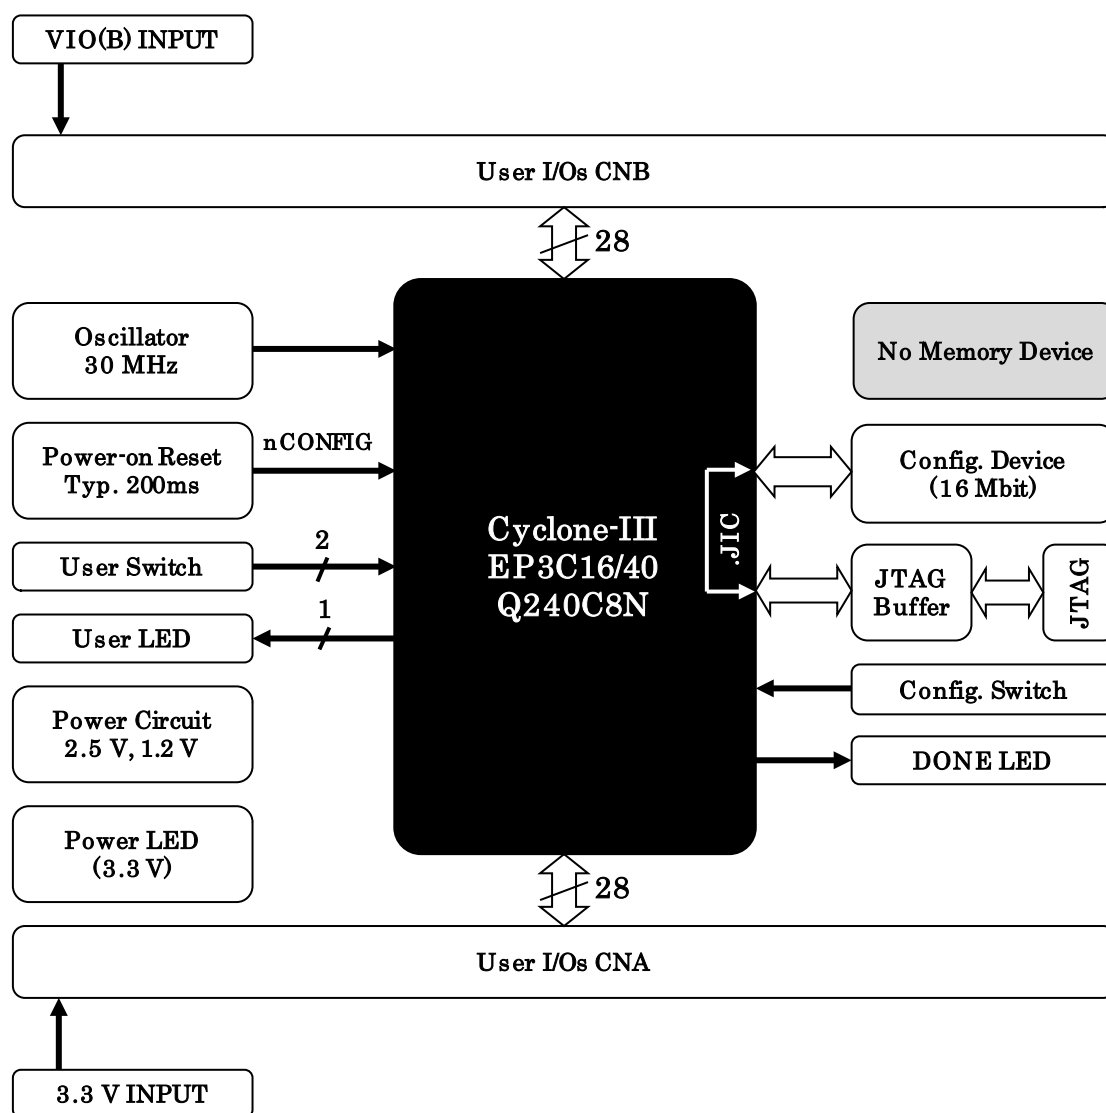 VIO(B) INPUT
User I/Os CNB
28
Oscillator
30 MHz
No Memory Device
Power-on Reset
Typ. 200ms
nCONFIG
Config. Device
(16 Mbit)
Cyclone-III
EP3C16/40
Q240C8N
.JIC
User Switch
2
JTAG
Buffer
JTAG
User LED
1
Config. Switch
Power Circuit
2.5 V, 1.2 V
DONE LED
Power LED
(3.3 V)
28
User I/Os CNA
3.3 V INPUT